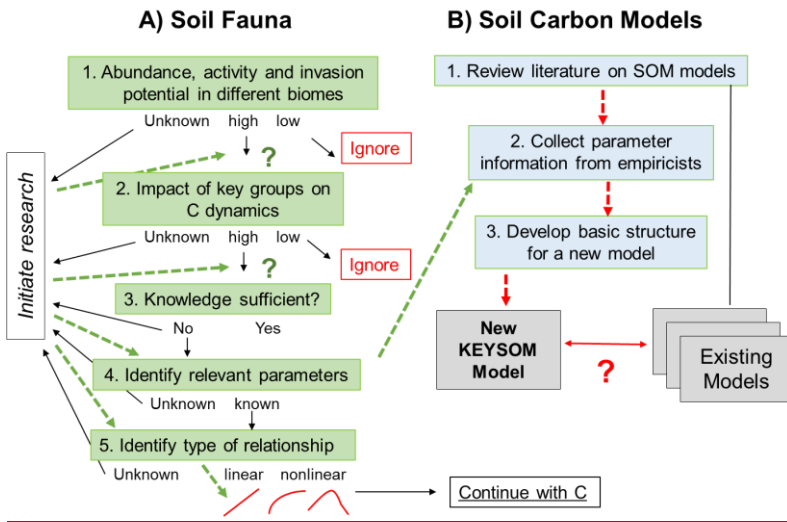 A) Soil Fauna
1. Abundance, activity and invasion
potential in different biomes
Unknown high low
Ignore
?
2. Impact of key groups on
C dynamics
Unknown high low
Ignore
?
3. Knowledge sufficient?
No Yes
4. Identify relevant parameters
Unknown known
5. Identify type of relationship
Unknown linear nonlinear
Continue with C
Initiate research
B) Soil Carbon Models
1. Review literature on SOM models
2. Collect parameter
information from empiricists
3. Develop basic structure
for a new model
New
KEYSOM
Model
?
Existing
Models